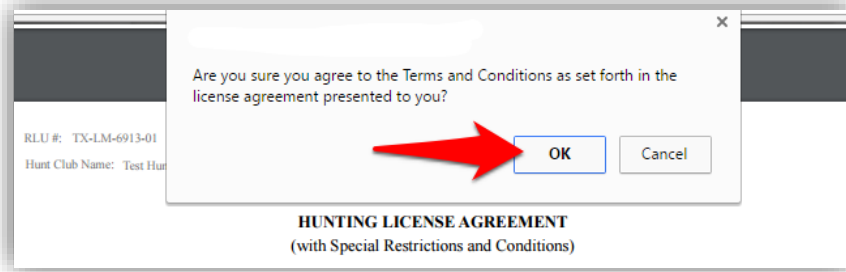 ×
Are you sure you agree to the Terms and Conditions as set forth in the
license agreement presented to you?
OK Cancel
RLU #: TX-LM-6913-01
Hunt Club Name: Test Hun
HUNTING LICENSE AGREEMENT
(with Special Restrictions and Conditions)